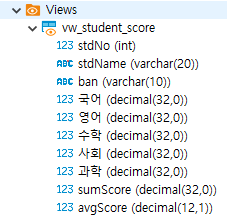 Views
vw_student_score
123 stdNo (int)
ABC stdName (varchar(20))
ABC ban (varchar(10))
123 국어 (decimal(32,0))
123 영어 (decimal(32,0))
123 수학 (decimal(32,0))
123 사회 (decimal(32,0))
123 과학 (decimal(32,0))
123 sumScore (decimal(32,0))
123 avgScore (decimal(12,1))